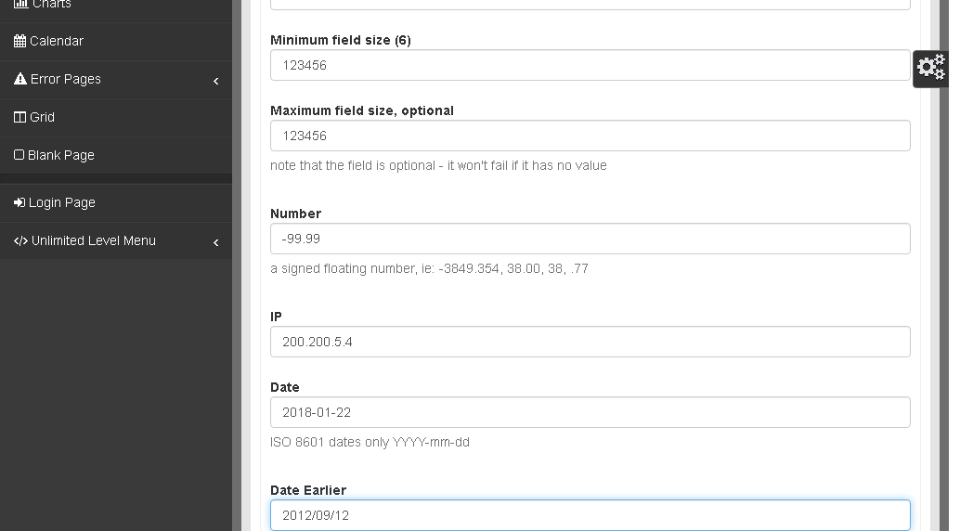 Charts
Calendar
Error Pages
Grid
Blank Page
Login Page
Unlimited Level Menu
Minimum field size (6)
123456
Maximum field size, optional
123456
note that the field is optional - it won't fail if it has no value
Number
-99.99
a signed floating number, ie: -3849.354, 38.00, 38, .77
IP
200.200.5.4
Date
2018-01-22
ISO 8601 dates only YYYY-mm-dd
Date Earlier
2012/09/12